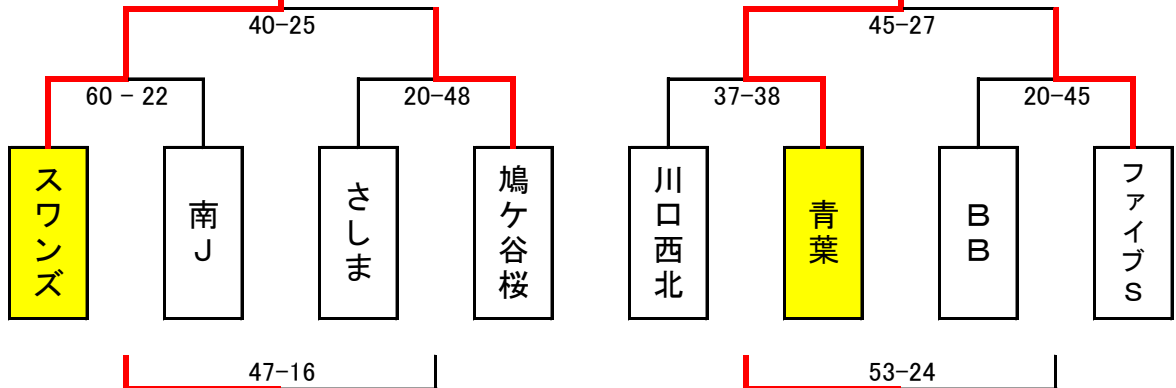 40-25
45-27
60 - 22
20-48
37-38
20-45
スワンズ
南J
さしま
鳩ケ谷桜
川口西北
青葉
BB
ファイブS
47-16
53-24